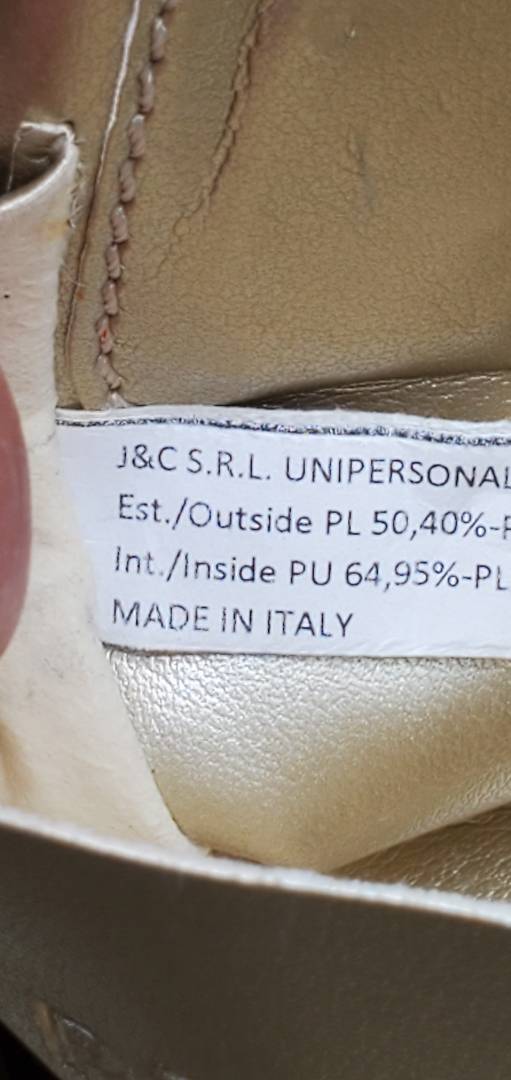 J&C S.R.L. UNIPERSONAL
Est./Outside PL 50,40%-P
Int./Inside PU 64,95%-PL
MADE IN ITALY